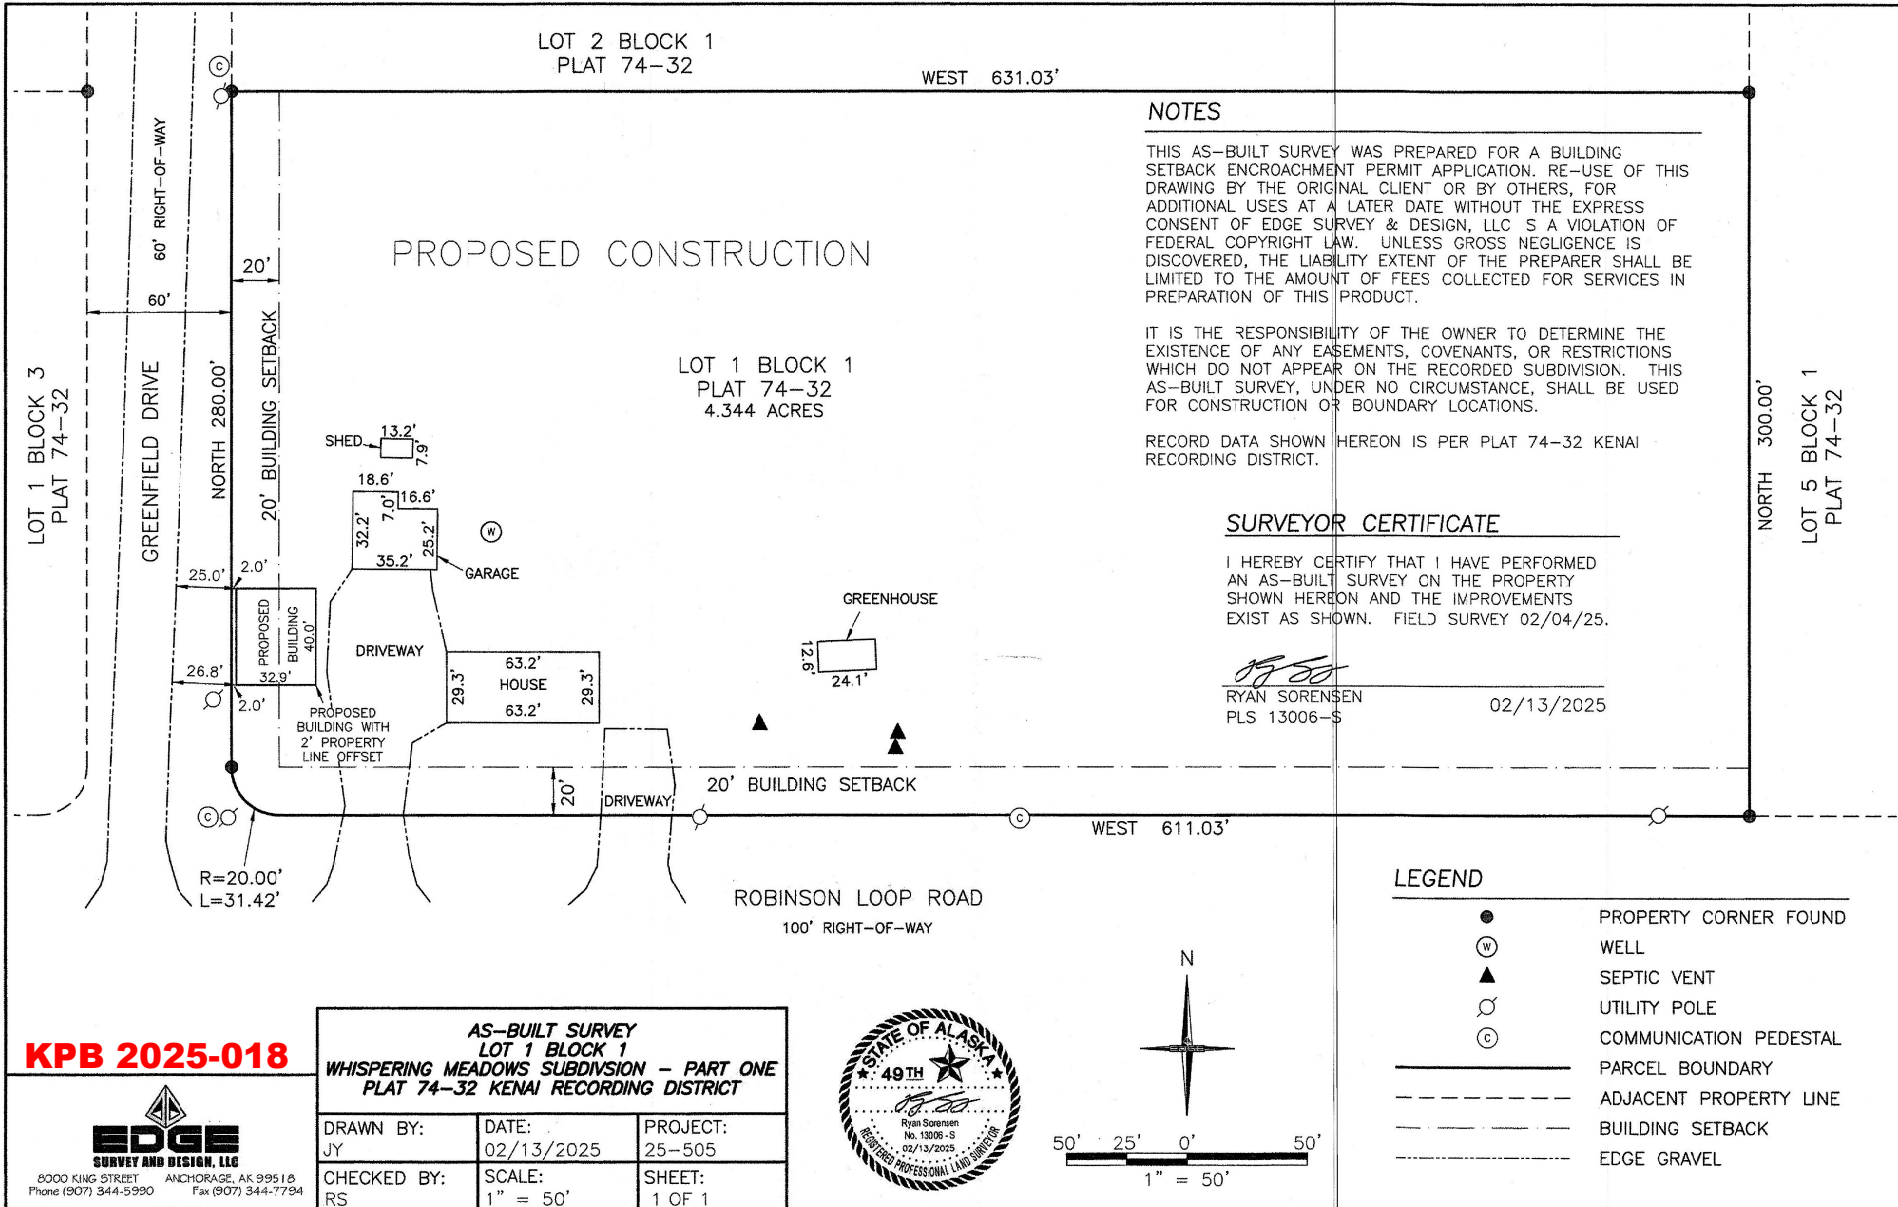 LOT 2 BLOCK 1
PLAT 74-32
WEST 631.03'
LOT 1 BLOCK 3
PLAT 74-32
60' RIGHT-OF-WAY
60'
GREENFIELD DRIVE
NORTH 280.00'
20'
20' BUILDING SETBACK
PROPOSED CONSTRUCTION
LOT 1 BLOCK 1
PLAT 74-32
4.344 ACRES
SHED
13.2'
7.9'
18.6'
7.0'
16.6'
32.2'
25.2'
35.2'
GARAGE
W
25.0'
2.0'
PROPOSED
BUILDING
40.0'
32.9'
26.8'
2.0'
PROPOSED
BUILDING WITH
2' PROPERTY
LINE OFFSET
DRIVEWAY
63.2'
HOUSE
63.2'
29.3'
29.3'
GREENHOUSE
12.6'
24.1'
20'
DRIVEWAY
20' BUILDING SETBACK
C
C
C
WEST 611.03'
R=20.00'
L=31.42'
ROBINSON LOOP ROAD
100' RIGHT-OF-WAY
NORTH 300.00'
LOT 5 BLOCK 1
PLAT 74-32
NOTES
THIS AS-BUILT SURVEY WAS PREPARED FOR A BUILDING
SETBACK ENCROACHMENT PERMIT APPLICATION. RE-USE OF THIS
DRAWING BY THE ORIGINAL CLIENT OR BY OTHERS, FOR
ADDITIONAL USES AT A LATER DATE WITHOUT THE EXPRESS
CONSENT OF EDGE SURVEY & DESIGN, LLC S A VIOLATION OF
FEDERAL COPYRIGHT LAW. UNLESS GROSS NEGLIGENCE IS
DISCOVERED, THE LIABILITY EXTENT OF THE PREPARER SHALL BE
LIMITED TO THE AMOUNT OF FEES COLLECTED FOR SERVICES IN
PREPARATION OF THIS PRODUCT.
IT IS THE RESPONSIBILITY OF THE OWNER TO DETERMINE THE
EXISTENCE OF ANY EASEMENTS, COVENANTS, OR RESTRICTIONS
WHICH DO NOT APPEAR ON THE RECORDED SUBDIVISION. THIS
AS-BUILT SURVEY, UNDER NO CIRCUMSTANCE, SHALL BE USED
FOR CONSTRUCTION OR BOUNDARY LOCATIONS.
RECORD DATA SHOWN HEREON IS PER PLAT 74-32 KENAI
RECORDING DISTRICT.
SURVEYOR CERTIFICATE
I HEREBY CERTIFY THAT I HAVE PERFORMED
AN AS-BUILT SURVEY ON THE PROPERTY
SHOWN HEREON AND THE IMPROVEMENTS
EXIST AS SHOWN. FIELD SURVEY 02/04/25.
RYAN SORENSEN
PLS 13006-S
02/13/2025
LEGEND
PROPERTY CORNER FOUND
W WELL
SEPTIC VENT
UTILITY POLE
C COMMUNICATION PEDESTAL
PARCEL BOUNDARY
ADJACENT PROPERTY LINE
BUILDING SETBACK
EDGE GRAVEL
N
50' 25' 0' 50'
1" = 50'
STATE OF ALASKA
49TH
Ryan Sorensen
No. 13006-S
02/13/2025
REGISTERED PROFESSIONAL LAND SURVEYOR
KPB 2025-018
EDGE
SURVEY AND DESIGN, LLC
8000 KING STREET ANCHORAGE, AK 99518
Phone (907) 344-5990 Fax (907) 344-7794
AS-BUILT SURVEY
LOT 1 BLOCK 1
WHISPERING MEADOWS SUBDIVSION - PART ONE
PLAT 74-32 KENAI RECORDING DISTRICT
DRAWN BY:
JY
DATE:
02/13/2025
PROJECT:
25-505
CHECKED BY:
RS
SCALE:
1" = 50'
SHEET:
1 OF 1